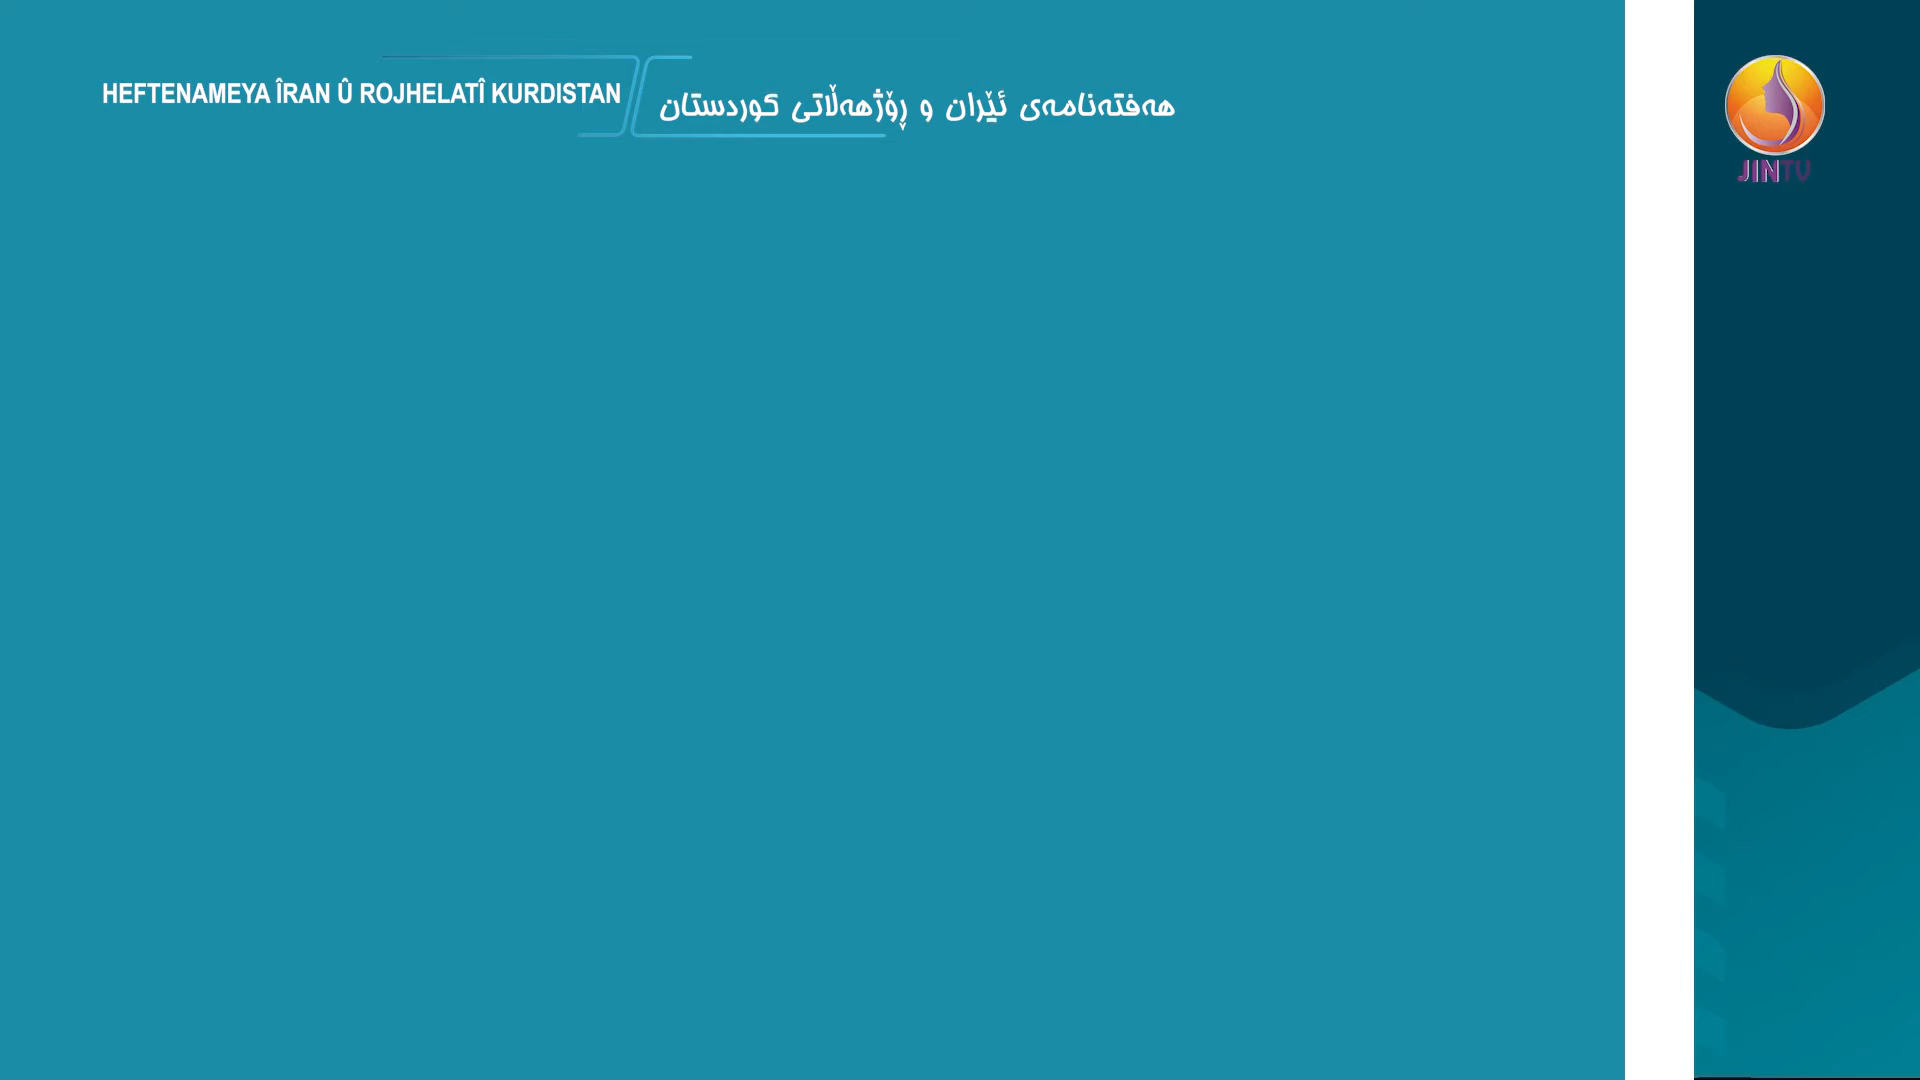 HEFTENAMEYA ÎRAN Û ROJHELATÎ KURDISTAN
هەفتەنامەی ئێران و ڕۆژهەڵاتی کوردستان
JINTV